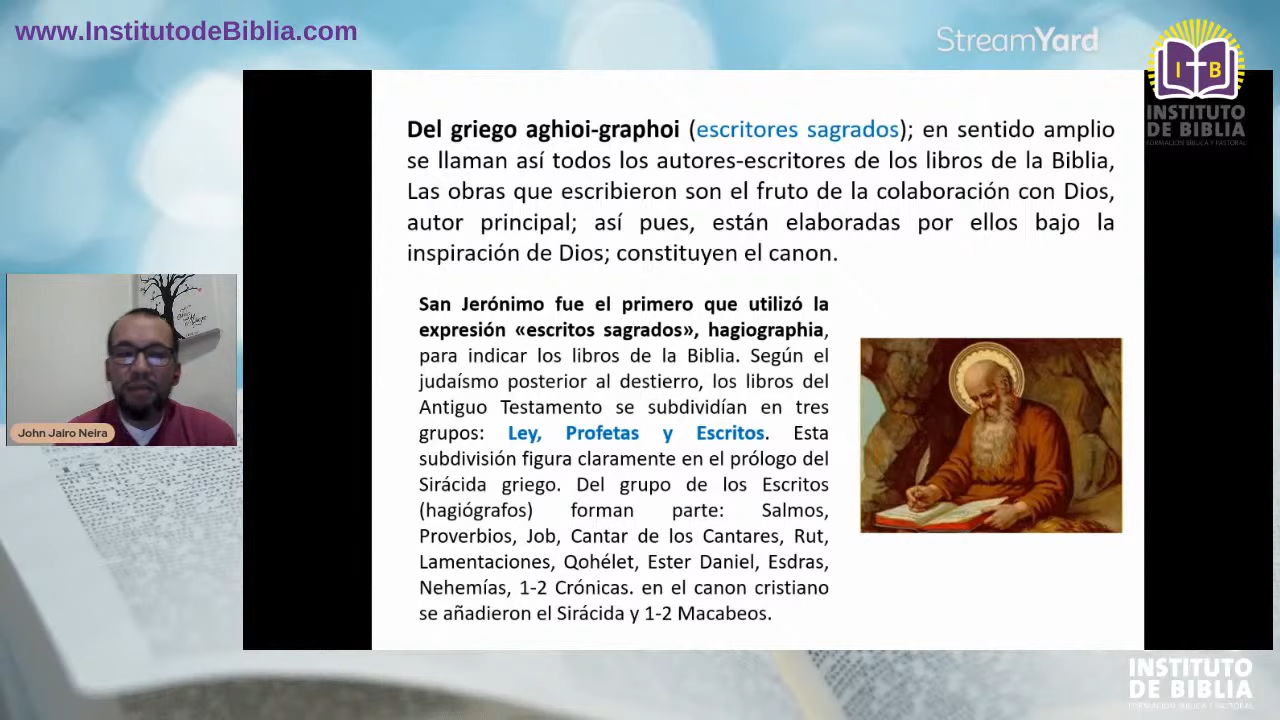 www.InstitutodeBiblia.com
StreamYard
I B
INSTITUTO
DE BIBLIA
FORMACION BIBLICA Y PASTORAL
Del griego aghioi-graphoi (escritores sagrados); en sentido amplio
se llaman así todos los autores-escritores de los libros de la Biblia,
Las obras que escribieron son el fruto de la colaboración con Dios,
autor principal; así pues, están elaboradas por ellos bajo la
inspiración de Dios; constituyen el canon.
San Jerónimo fue el primero que utilizó la
expresión «escritos sagrados», hagiographia,
para indicar los libros de la Biblia. Según el
judaísmo posterior al destierro, los libros del
Antiguo Testamento se subdividían en tres
grupos: Ley, Profetas y Escritos. Esta
subdivisión figura claramente en el prólogo del
Sirácida griego. Del grupo de los Escritos
(hagiógrafos) forman parte: Salmos,
Proverbios, Job, Cantar de los Cantares, Rut,
Lamentaciones, Qohélet, Ester Daniel, Esdras,
Nehemías, 1-2 Crónicas. en el canon cristiano
se añadieron el Sirácida y 1-2 Macabeos.
John Jairo Neira
INSTITUTO
DE BIBLIA
FORMACION BIBLICA Y PASTORAL